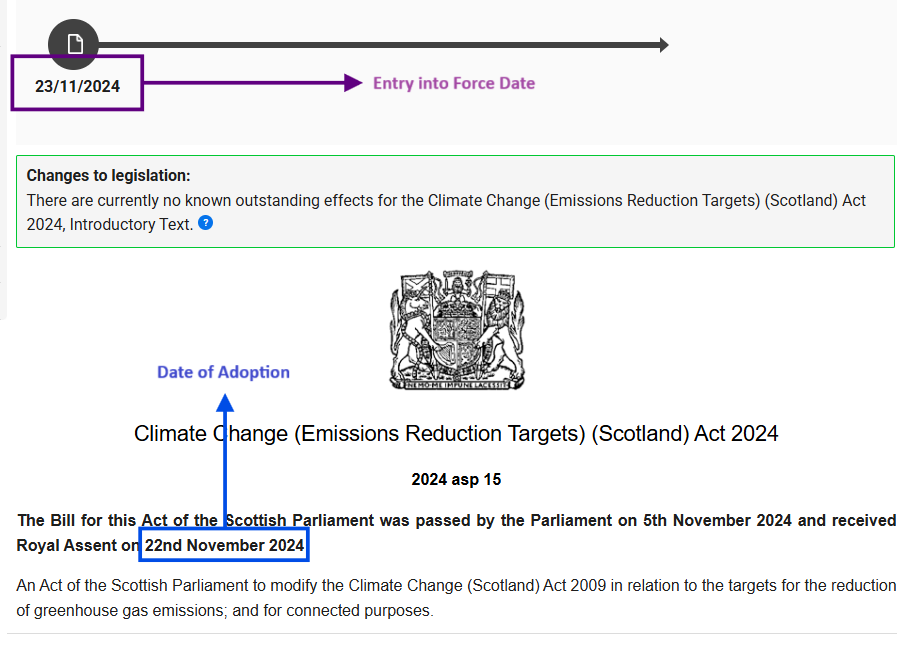 23/11/2024
Entry into Force Date
Changes to legislation:
There are currently no known outstanding effects for the Climate Change (Emissions Reduction Targets) (Scotland) Act
2024, Introductory Text. ?
NEMO·ME·IMPUNE·LACESSIT
Date of Adoption
Climate Change (Emissions Reduction Targets) (Scotland) Act 2024
2024 asp 15
The Bill for this Act of the Scottish Parliament was passed by the Parliament on 5th November 2024 and received
Royal Assent on 22nd November 2024
An Act of the Scottish Parliament to modify the Climate Change (Scotland) Act 2009 in relation to the targets for the reduction
of greenhouse gas emissions; and for connected purposes.